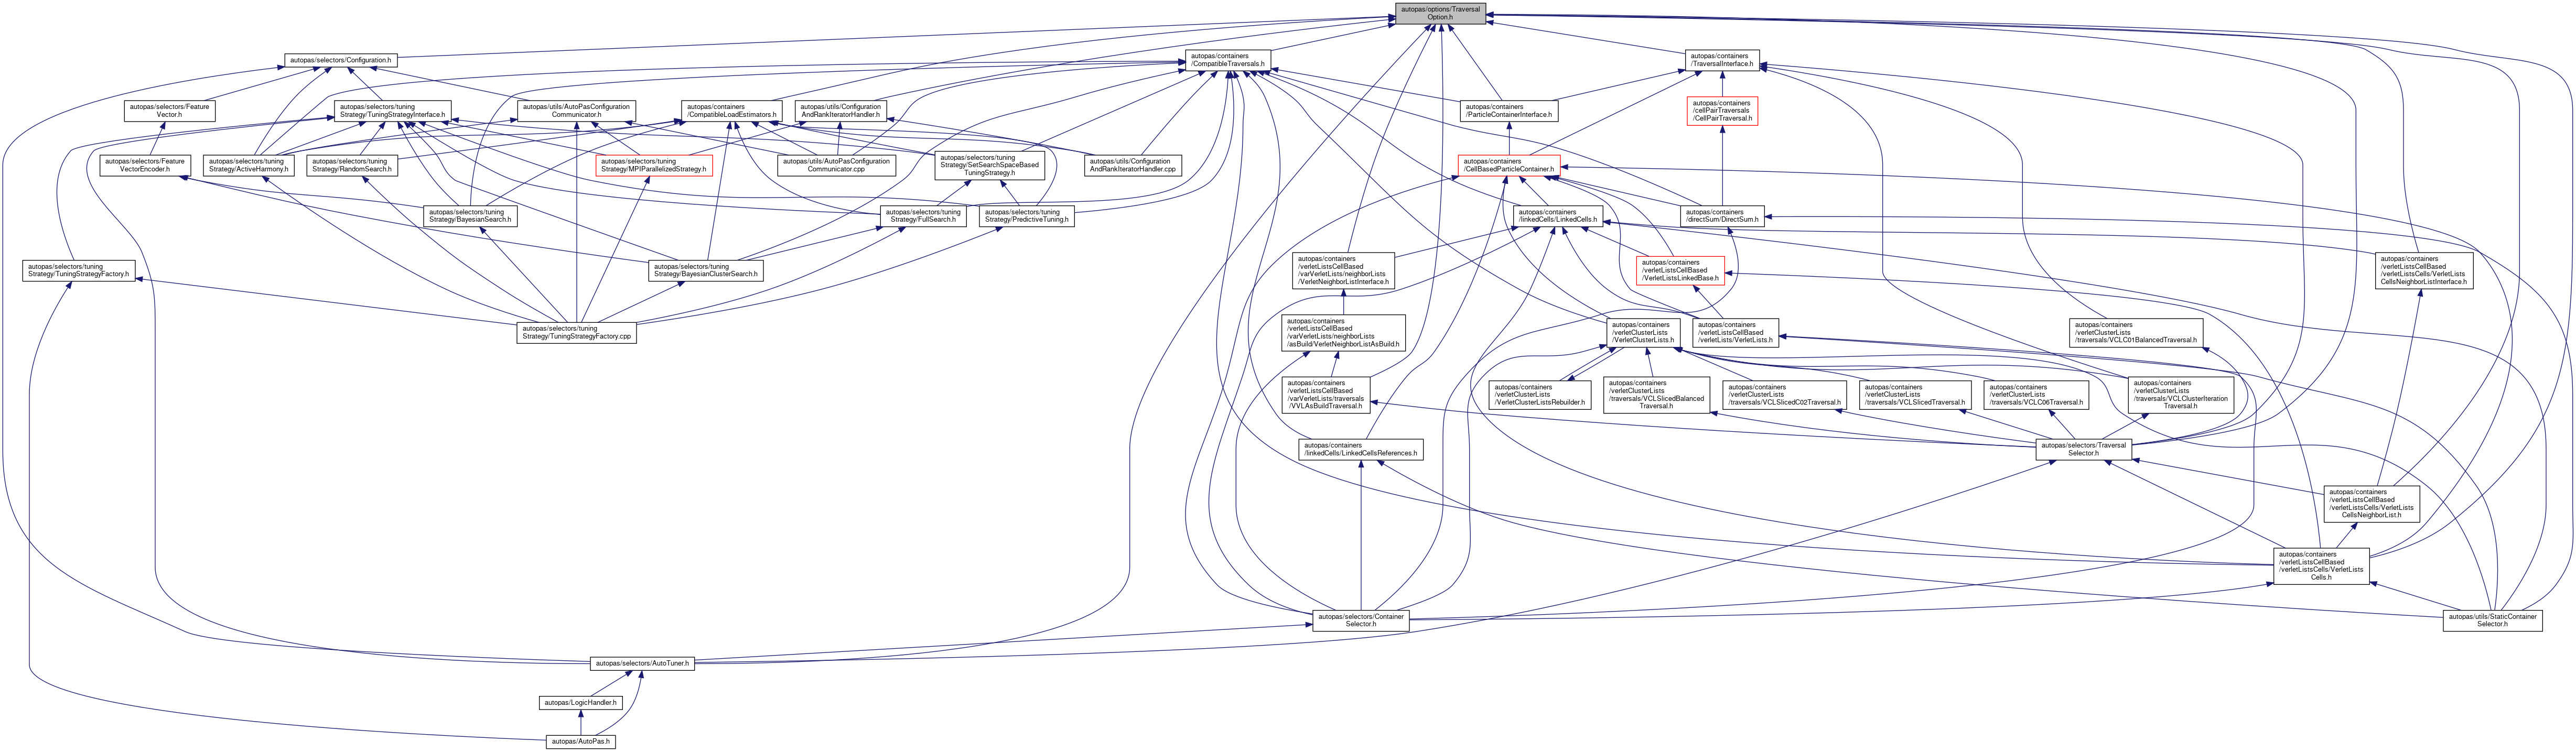 autopas/options/Traversal
Option.h
autopas/selectors/Configuration.h
autopas/containers
/CompatibleTraversals.h
autopas/containers
/TraversalInterface.h
autopas/selectors/Feature
Vector.h
autopas/selectors/tuning
Strategy/TuningStrategyInterface.h
autopas/utils/AutoPasConfiguration
Communicator.h
autopas/containers
/CompatibleLoadEstimators.h
autopas/utils/Configuration
AndRankIteratorHandler.h
autopas/containers
/ParticleContainerInterface.h
autopas/containers
/cellPairTraversals
/CellPairTraversal.h
autopas/selectors/Feature
VectorEncoder.h
autopas/selectors/tuning
Strategy/ActiveHarmony.h
autopas/selectors/tuning
Strategy/RandomSearch.h
autopas/selectors/tuning
Strategy/MPIParallelizedStrategy.h
autopas/utils/AutoPasConfiguration
Communicator.cpp
autopas/selectors/tuning
Strategy/SetSearchSpaceBased
TuningStrategy.h
autopas/utils/Configuration
AndRankIteratorHandler.cpp
autopas/containers
/CellBasedParticleContainer.h
autopas/selectors/tuning
Strategy/BayesianSearch.h
autopas/selectors/tuning
Strategy/FullSearch.h
autopas/selectors/tuning
Strategy/PredictiveTuning.h
autopas/containers
/linkedCells/LinkedCells.h
autopas/containers
/directSum/DirectSum.h
autopas/selectors/tuning
Strategy/TuningStrategyFactory.h
autopas/selectors/tuning
Strategy/BayesianClusterSearch.h
autopas/containers
/verletListsCellBased
/varVerletLists/neighborLists
/VerletNeighborListInterface.h
autopas/containers
/verletListsCellBased
/VerletListsLinkedBase.h
autopas/containers
/verletListsCellBased
/verletListsCells/VerletLists
CellsNeighborListInterface.h
autopas/selectors/tuning
Strategy/TuningStrategyFactory.cpp
autopas/containers
/verletListsCellBased
/varVerletLists/neighborLists
/asBuild/VerletNeighborListAsBuild.h
autopas/containers
/verletClusterLists
/VerletClusterLists.h
autopas/containers
/verletListsCellBased
/verletLists/VerletLists.h
autopas/containers
/verletClusterLists
/traversals/VCLC01BalancedTraversal.h
autopas/containers
/verletListsCellBased
/varVerletLists/traversals
/VVLAsBuildTraversal.h
autopas/containers
/verletClusterLists
/VerletClusterListsRebuilder.h
autopas/containers
/verletClusterLists
/traversals/VCLSlicedBalanced
Traversal.h
autopas/containers
/verletClusterLists
/traversals/VCLSlicedC02Traversal.h
autopas/containers
/verletClusterLists
/traversals/VCLSlicedTraversal.h
autopas/containers
/verletClusterLists
/traversals/VCLC06Traversal.h
autopas/containers
/verletClusterLists
/traversals/VCLClusterIteration
Traversal.h
autopas/containers
/linkedCells/LinkedCellsReferences.h
autopas/selectors/Traversal
Selector.h
autopas/containers
/verletListsCellBased
/verletListsCells/VerletLists
CellsNeighborList.h
autopas/containers
/verletListsCellBased
/verletListsCells/VerletLists
Cells.h
autopas/selectors/Container
Selector.h
autopas/utils/StaticContainer
Selector.h
autopas/selectors/AutoTuner.h
autopas/LogicHandler.h
autopas/AutoPas.h